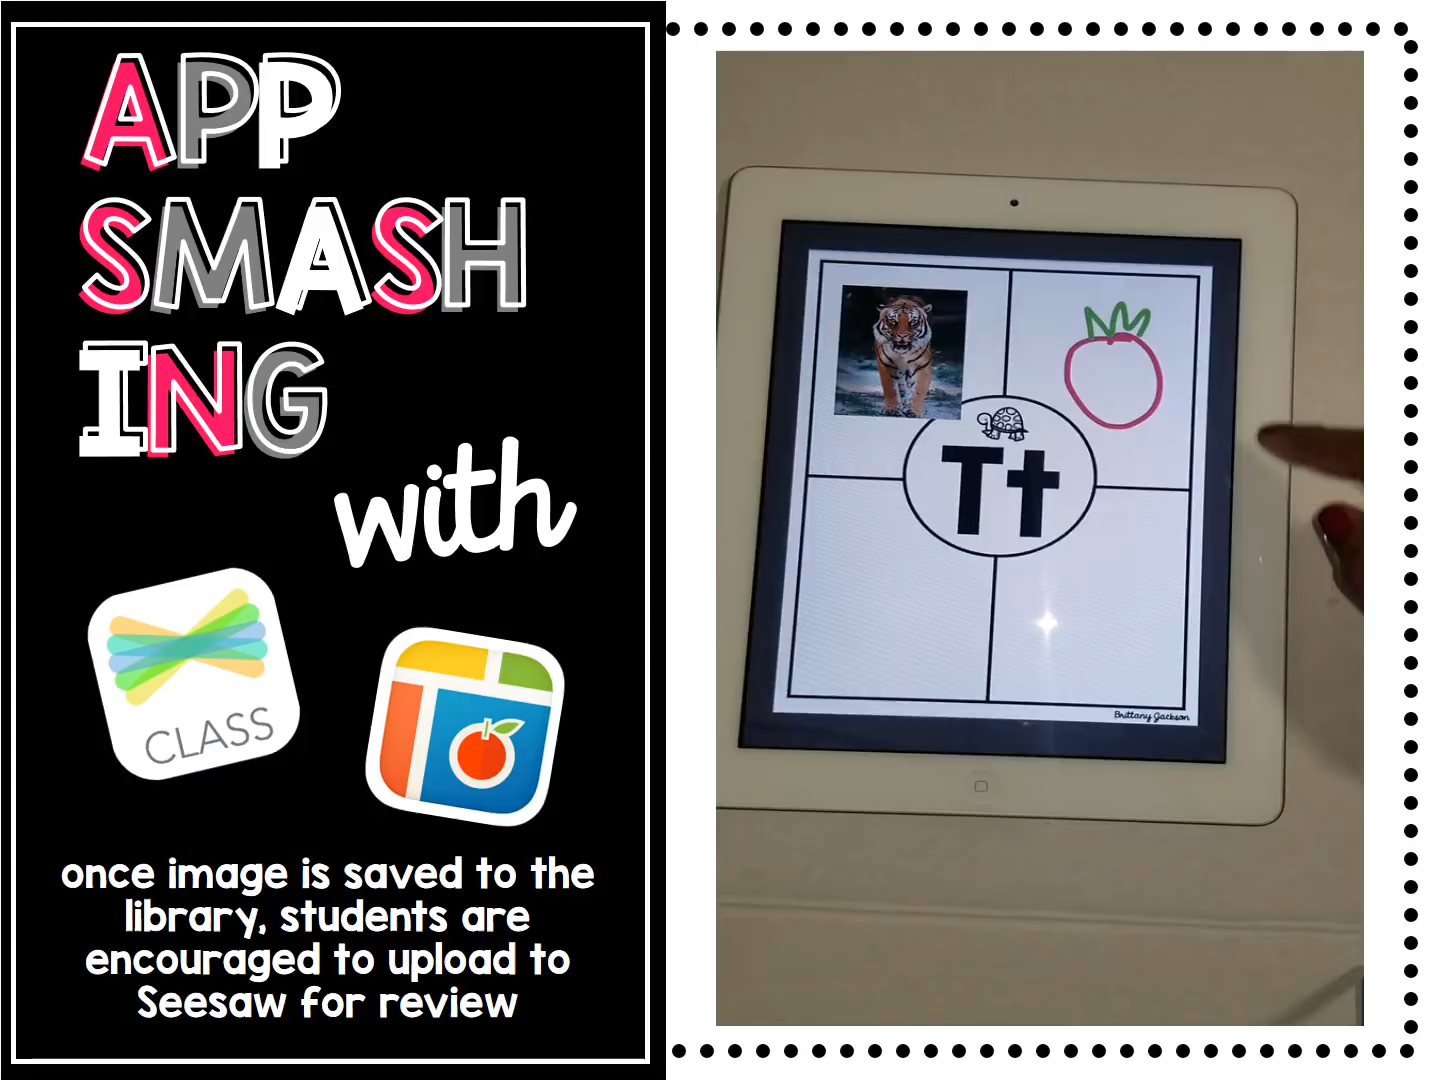 APP
SMASH
ING
with
CLASS
once image is saved to the
library, students are
encouraged to upload to
Seesaw for review
Tt
Brittany Jackson